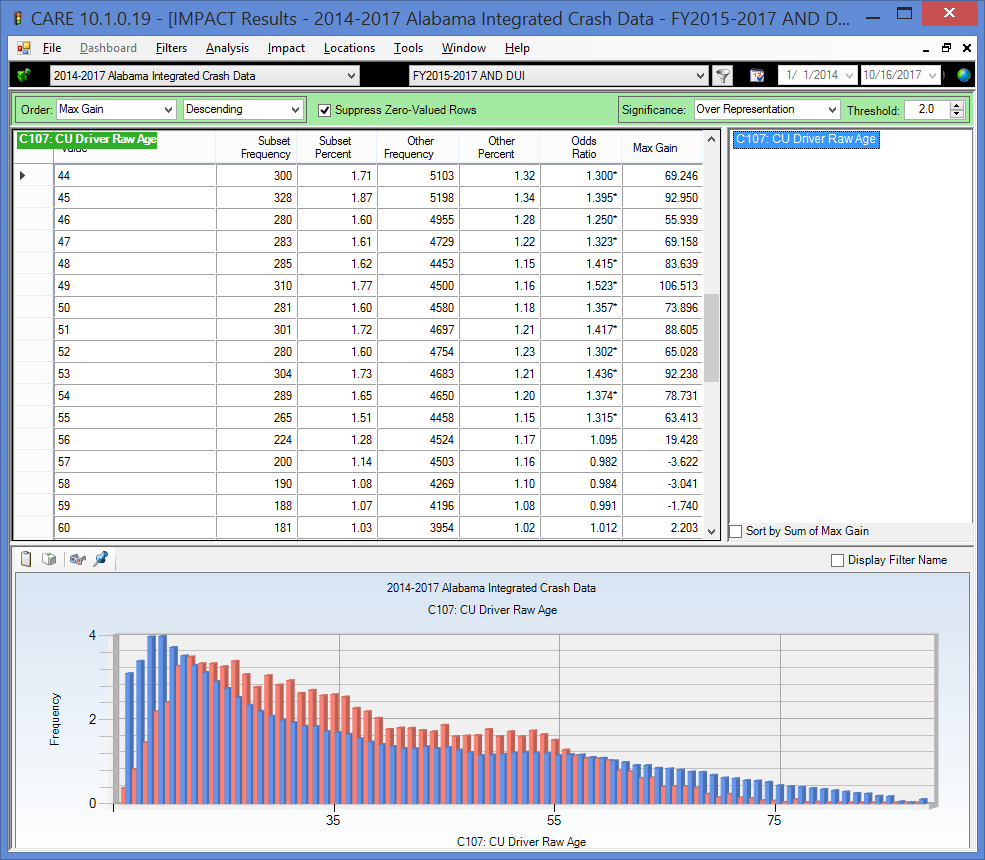 CARE 10.1.0.19 - [IMPACT Results - 2014-2017 Alabama Integrated Crash Data - FY2015-2017 AND D...
File Dashboard Filters Analysis Impact Locations Tools Window Help
2014-2017 Alabama Integrated Crash Data FY2015-2017 AND DUI 1/ 1/2014 10/16/2017
Order: Max Gain Descending Suppress Zero-Valued Rows Significance: Over Representation Threshold: 2.0
C107: CU Driver Raw Age
C107: CU Driver Raw Age
Value Subset Frequency Subset Percent Other Frequency Other Percent Odds Ratio Max Gain
44 300 1.71 5103 1.32 1.300* 69.246
45 328 1.87 5198 1.34 1.395* 92.950
46 280 1.60 4955 1.28 1.250* 55.939
47 283 1.61 4729 1.22 1.323* 69.158
48 285 1.62 4453 1.15 1.415* 83.639
49 310 1.77 4500 1.16 1.523* 106.513
50 281 1.60 4580 1.18 1.357* 73.896
51 301 1.72 4697 1.21 1.417* 88.605
52 280 1.60 4754 1.23 1.302* 65.028
53 304 1.73 4683 1.21 1.436* 92.238
54 289 1.65 4650 1.20 1.374* 78.731
55 265 1.51 4458 1.15 1.315* 63.413
56 224 1.28 4524 1.17 1.095 19.428
57 200 1.14 4503 1.16 0.982 -3.622
58 190 1.08 4269 1.10 0.984 -3.041
59 188 1.07 4196 1.08 0.991 -1.740
60 181 1.03 3954 1.02 1.012 2.203
Sort by Sum of Max Gain
Display Filter Name
2014-2017 Alabama Integrated Crash Data
C107: CU Driver Raw Age
4
2
0
Frequency
35 55 75
C107: CU Driver Raw Age